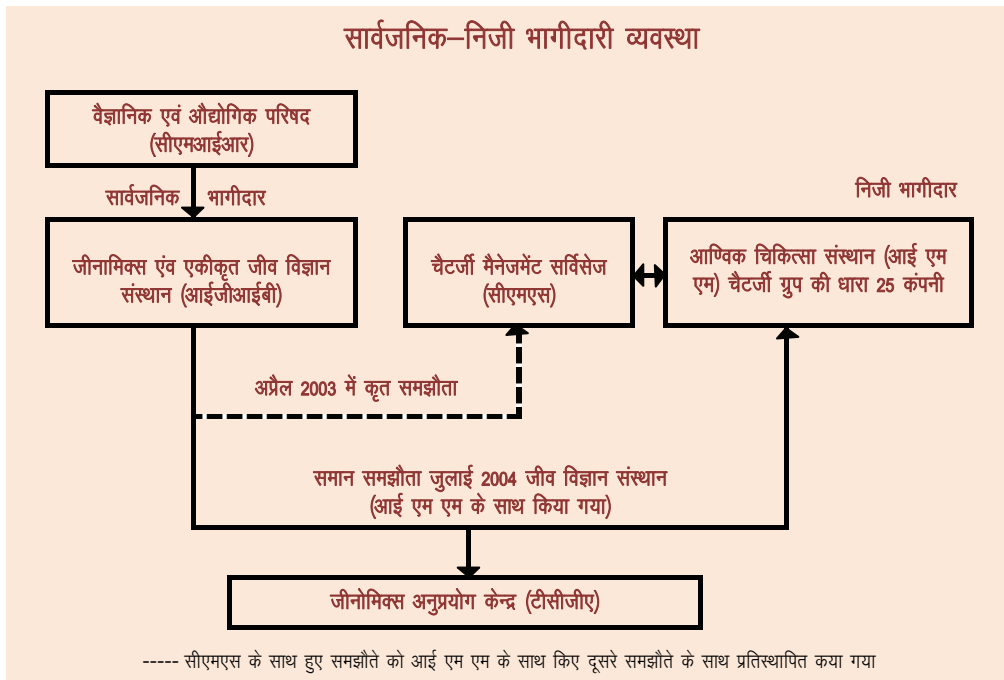 सार्वजनिक–निजी भागीदारी व्यवस्था
वैज्ञानिक एवं औद्योगिक परिषद
(सीएमआईआर)
सार्वजनिक भागीदार
निजी भागीदार
जीनामिक्स एंव एकीकृत जीव विज्ञान
संस्थान (आईजीआईबी)
चैटर्जी मैनेजमेंट सर्विसेज
(सीएमएस)
आण्विक चिकित्सा संस्थान (आई एम
एम) चैटर्जी ग्रुप की धारा 25 कंपनी
अप्रैल 2003 में कृत समझौता
समान समझौता जुलाई 2004 जीव विज्ञान संस्थान
(आई एम एम के साथ किया गया)
जीनोमिक्स अनुप्रयोग केन्द्र (टीसीजीए)
----- सीएमएस के साथ हुए समझौते को आई एम एम के साथ किए दूसरे समझौते के साथ प्रतिस्थापित कया गया